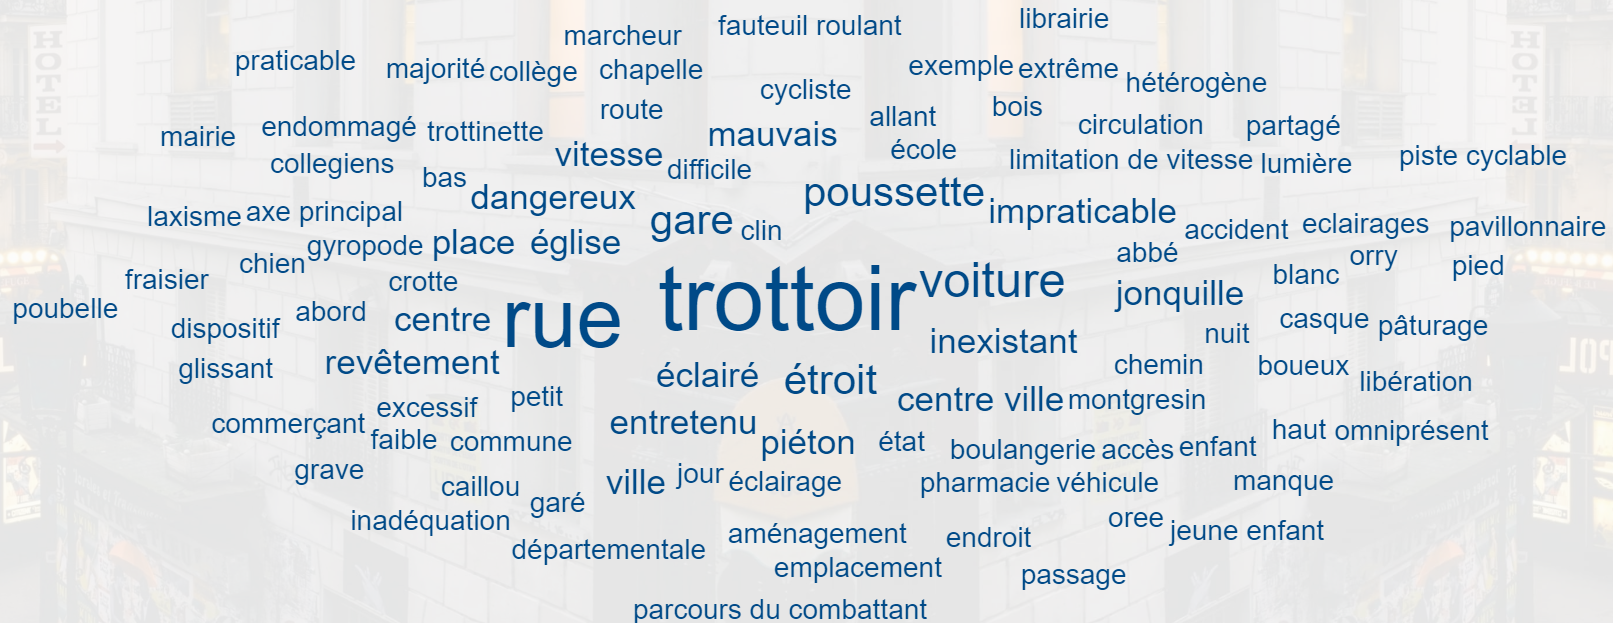 librairie
fauteuil roulant
marcheur
praticable
majorité
collège
chapelle
exemple
extrême
hétérogène
cycliste
route
allant
bois
mairie
endommagé
trottinette
mauvais
circulation
partagé
vitesse
difficile
école
limitation de vitesse
lumière
piste cyclable
collegiens
bas
dangereux
poussette
laxisme
axe principal
gare
clin
impraticable
accident
eclairages
pavillonnaire
gyropode
place
église
abbé
orry
chien
fraisier
crotte
trottoir
voiture
jonquille
blanc
pied
poubelle
dispositif
abord
centre
rue
inexistant
nuit
casque
pâturage
glissant
revêtement
éclairé
étroit
chemin
boueux
libération
commerçant
excessif
petit
centre ville
montgresin
faible
commune
entretenu
piéton
état
boulangerie
accès
enfant
haut
omniprésent
grave
caillou
garé
ville
jour
éclairage
pharmacie
véhicule
manque
inadéquation
départementale
aménagement
endroit
oree
jeune enfant
emplacement
passage
parcours du combattant
HOTEL
HOTEL